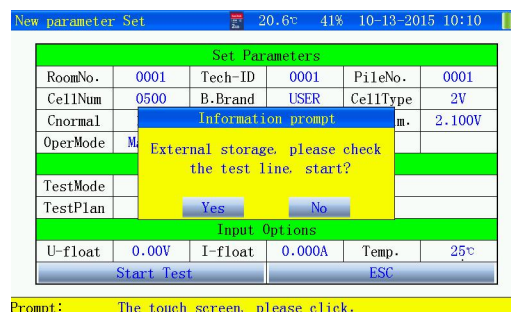 New parameter Set 20.6℃ 41% 10-13-2015 10:10
Set Parameters
RoomNo. 0001 Tech-ID 0001 PileNo. 0001
CellNum 0500 B.Brand USER CellType 2V
Cnormal Information prompt m. 2.100V
OperMode M External storage, please check
the test line, start?
TestMode
TestPlan Yes No
Input Options
U-float 0.00V I-float 0.000A Temp. 25℃
Start Test ESC
Prompt: The touch screen, please click.